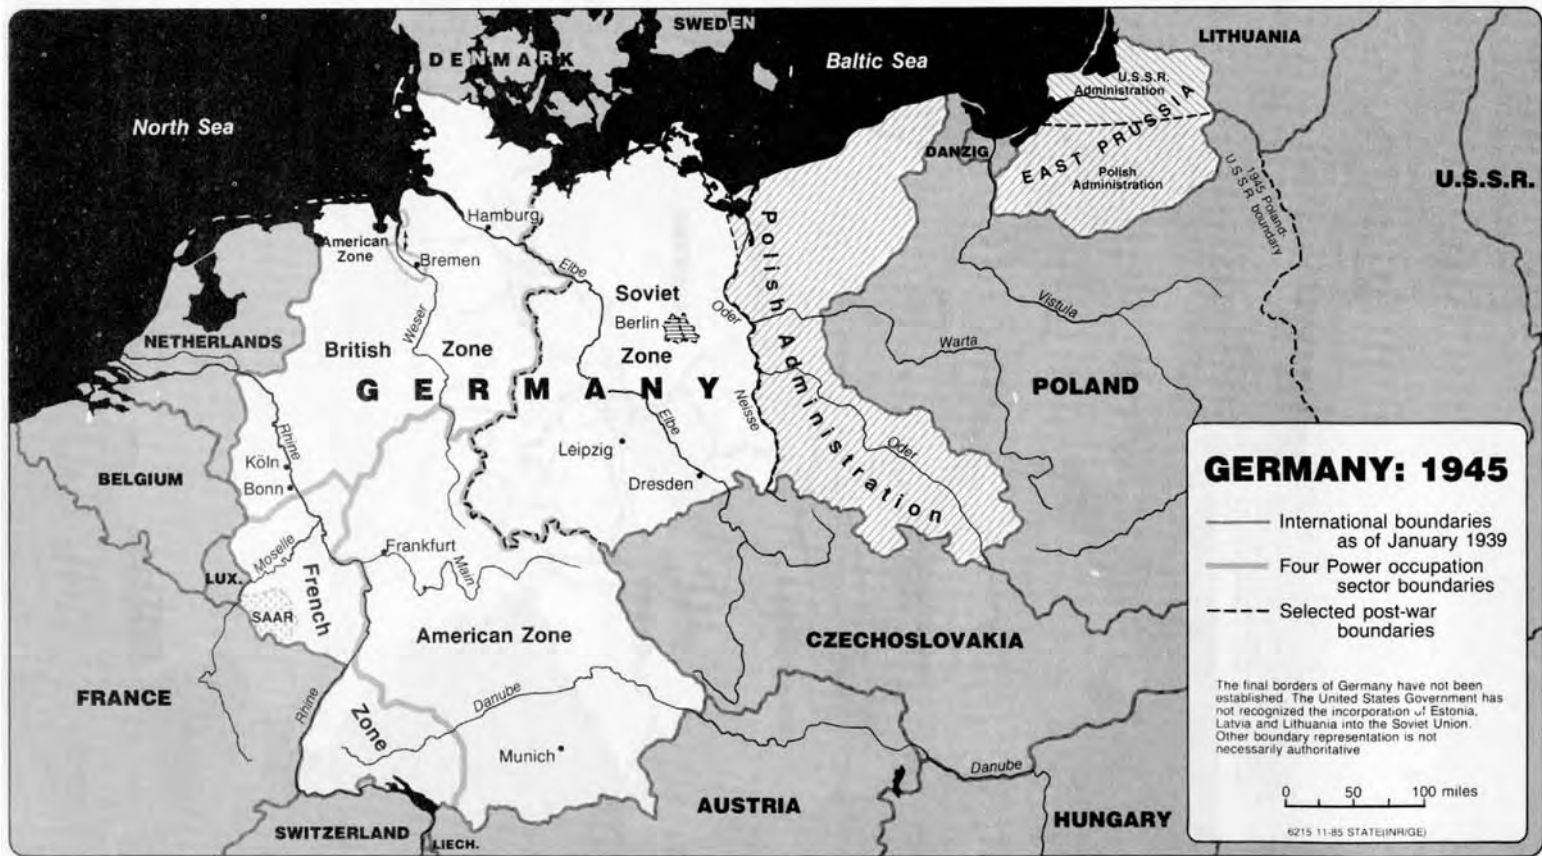 SWEDEN
DENMARK
Baltic Sea
LITHUANIA
North Sea
U.S.S.R.
Administration
EAST PRUSSIA
DANZIG
Polish
Administration
1945 Poland-
U.S.S.R. boundary
U.S.S.R.
Hamburg
American
Zone
Bremen
Elbe
Weser
Soviet
Berlin
Zone
Oder
Polish Administration
Vistula
Warta
NETHERLANDS
British Zone
GERMANY
POLAND
Neisse
Elbe
Oder
Rhine
Köln
Bonn
Leipzig
Dresden
BELGIUM
Moselle
Frankfurt
Main
LUX.
SAAR
French
Zone
American Zone
CZECHOSLOVAKIA
FRANCE
Rhine
Danube
Munich
Danube
AUSTRIA
HUNGARY
SWITZERLAND
LIECH.
GERMANY: 1945
International boundaries
as of January 1939
Four Power occupation
sector boundaries
Selected post-war
boundaries
The final borders of Germany have not been
established. The United States Government has
not recognized the incorporation of Estonia,
Latvia and Lithuania into the Soviet Union.
Other boundary representation is not
necessarily authoritative
0 50 100 miles
6215 11-85 STATE(INR/GE)